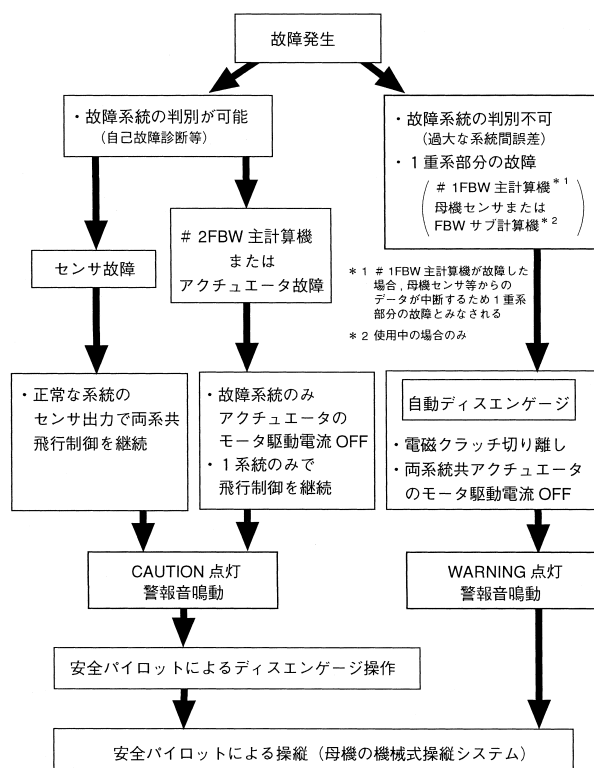 故障発生
・故障系統の判別が可能
(自己故障診断等)
・故障系統の判別不可
(過大な系統間誤差)
・1重系部分の故障
(# 1FBW 主計算機*1
母機センサまたは
FBW サブ計算機*2)
センサ故障
# 2FBW 主計算機
または
アクチュエータ故障
*1 # 1FBW 主計算機が故障した
場合,母機センサ等からの
データが中断するため1重系
部分の故障とみなされる
*2 使用中の場合のみ
・正常な系統の
センサ出力で両系共
飛行制御を継続
・故障系統のみ
アクチュエータの
モータ駆動電流 OFF
・1系統のみで
飛行制御を継続
自動ディスエンゲージ
・電磁クラッチ切り離し
・両系統共アクチュエータ
のモータ駆動電流 OFF
CAUTION 点灯
警報音鳴動
WARNING 点灯
警報音鳴動
安全パイロットによるディスエンゲージ操作
安全パイロットによる操縦(母機の機械式操縦システム)